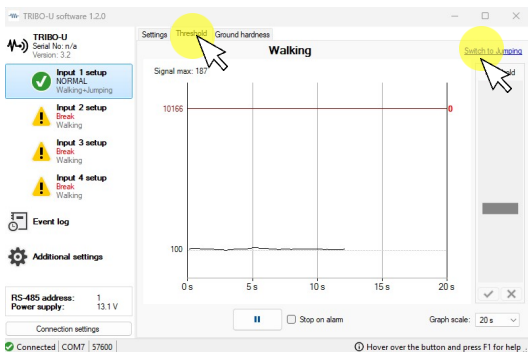 TRIBO-U software 1.2.0
TRIBO-U
Serial No: n/a
Version: 3.2
Input 1 setup
NORMAL
Walking+Jumping
Input 2 setup
Break
Walking
Input 3 setup
Break
Walking
Input 4 setup
Break
Walking
Event log
Additional settings
RS-485 address: 1
Power supply: 13.1 V
Connection settings
Settings Threshold Ground hardness
Walking
Switch to Jumping
Signal max: 187
10166
0
100
0 s 5 s 10 s 15 s 20 s
Stop on alarm
Graph scale: 20 s
Connected COM7 57600
Hover over the button and press F1 for help